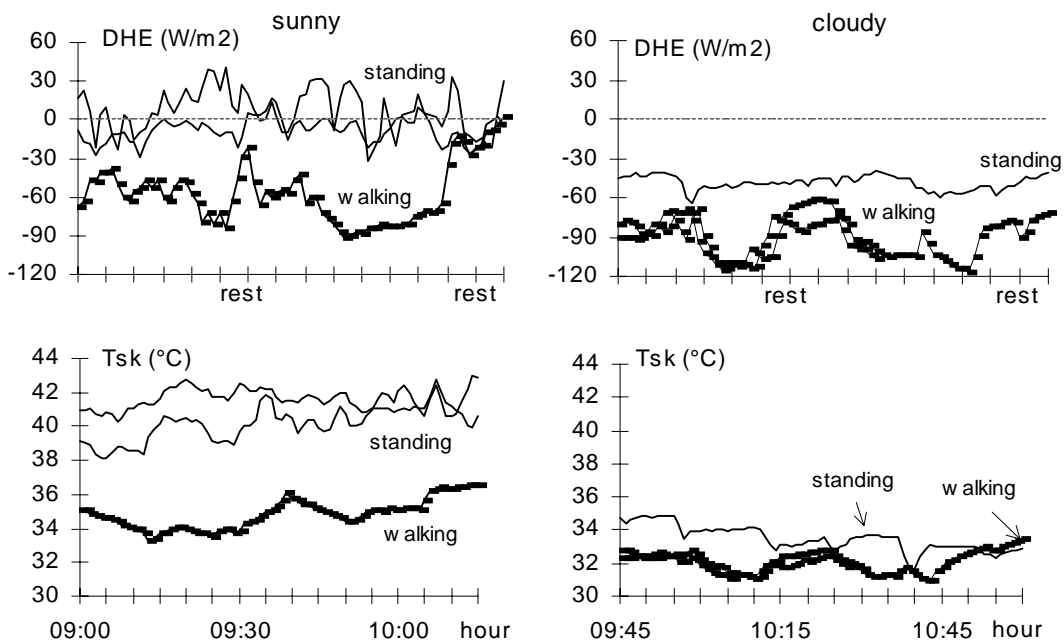 sunny
DHE (W/m2)
60
30
0
-30
-60
-90
-120
standing
w alking
rest
rest
cloudy
DHE (W/m2)
60
30
0
-30
-60
-90
-120
standing
w alking
rest
rest
Tsk (°C)
44
42
40
38
36
34
32
30
standing
w alking
09:00 09:30 10:00 hour
Tsk (°C)
44
42
40
38
36
34
32
30
standing
w alking
09:45 10:15 10:45 hour